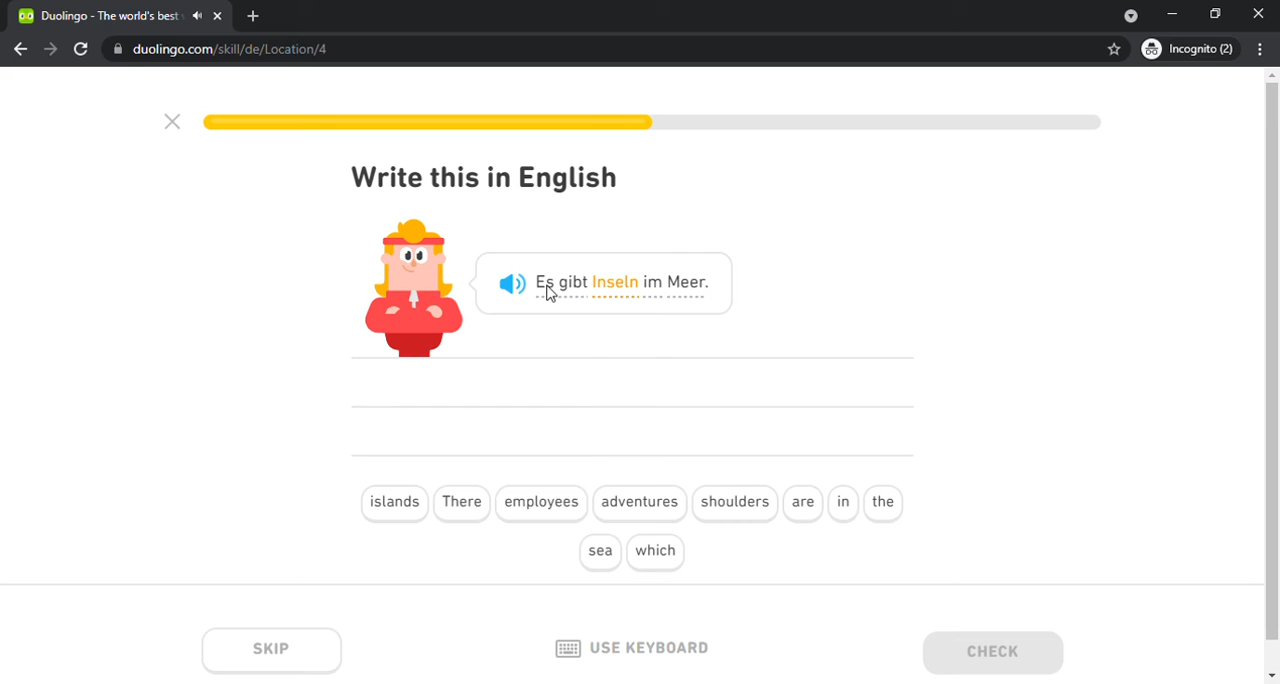 Duolingo - The world's best
duolingo.com/skill/de/Location/4
Incognito (2)
Write this in English
Es gibt Inseln im Meer.
islands There employees adventures shoulders are in the
sea which
SKIP
USE KEYBOARD
CHECK